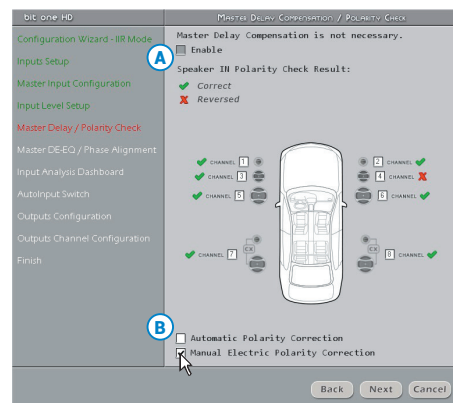 bit one HD
Master Delay Compensation / Polarity Check
Configuration Wizard - IIR Mode
Inputs Setup
Master Input Configuration
Input Level Setup
Master Delay / Polarity Check
Master DE-EQ / Phase Alignment
Input Analysis Dashboard
AutoInput Switch
Outputs Configuration
Outputs Channel Configuration
Finish
Master Delay Compensation is not necessary.
A
Enable
Speaker IN Polarity Check Result:
Correct
Reversed
CHANNEL 1
2 CHANNEL
CHANNEL 3
4 CHANNEL
CHANNEL 5
6 CHANNEL
CX
CX
CHANNEL 7
8 CHANNEL
B
Automatic Polarity Correction
Manual Electric Polarity Correction
Back Next Cancel